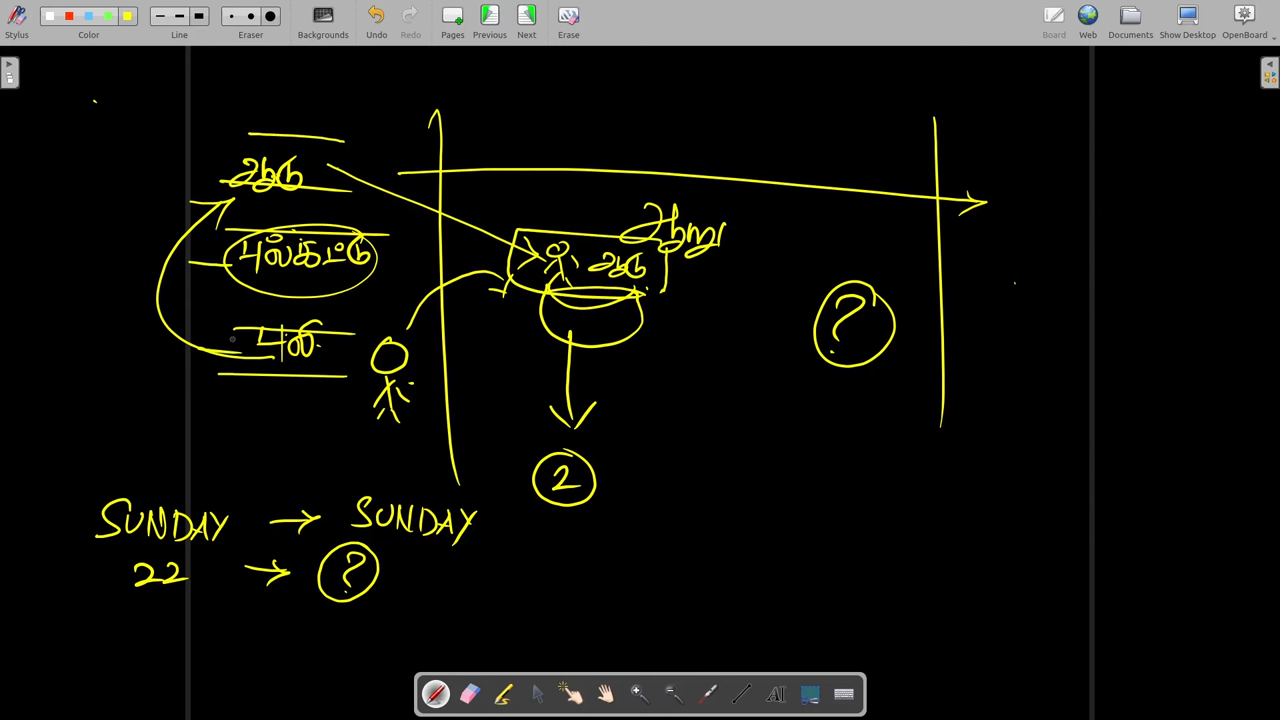 Stylus
Color
Line
Eraser
Backgrounds
Undo
Redo
Pages
Previous
Next
Erase
Board
Web
Documents
Show Desktop
OpenBoard
?
2
SUNDAY → SUNDAY
22 → ?